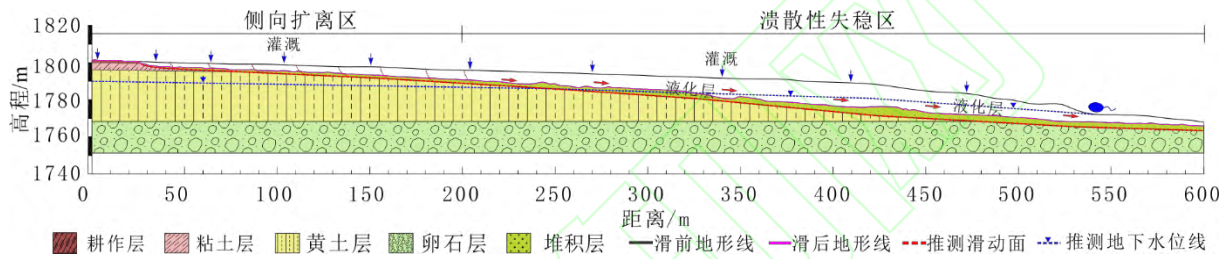 侧向扩离区 溃散性失稳区
灌溉 灌溉
液化层 液化层
高程/m
1820
1800
1780
1760
1740
0 50 100 150 200 250 300 350 400 450 500 550 600
距离/m
耕作层 粘土层 黄土层 卵石层 堆积层 滑前地形线 滑后地形线 推测滑动面 推测地下水位线